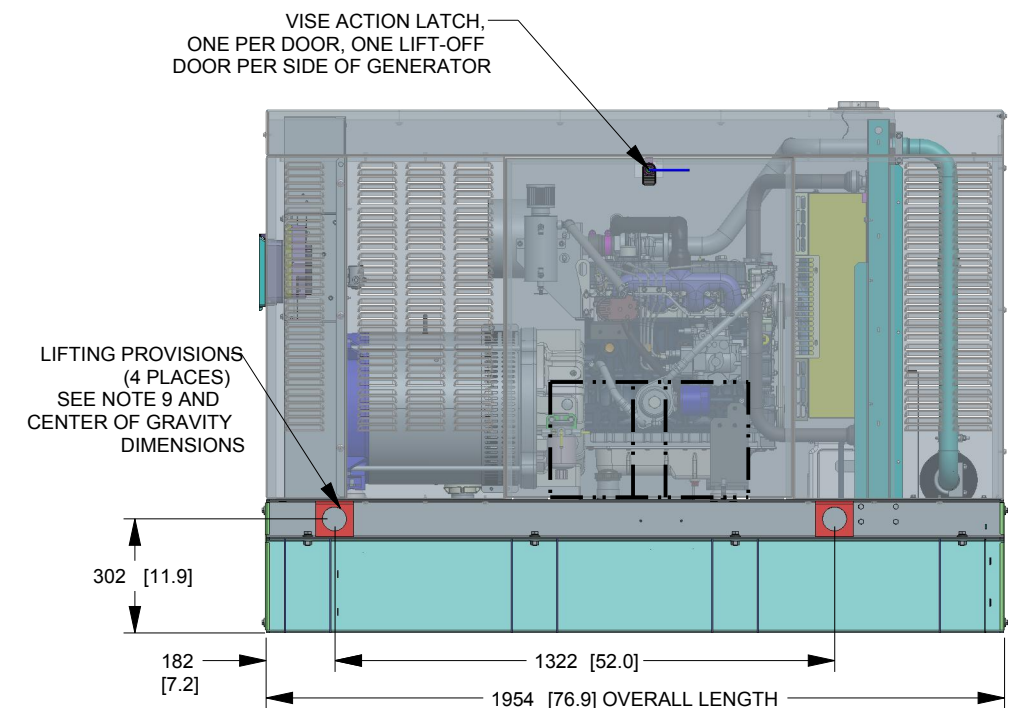 VISE ACTION LATCH,
ONE PER DOOR, ONE LIFT-OFF
DOOR PER SIDE OF GENERATOR
LIFTING PROVISIONS
(4 PLACES)
SEE NOTE 9 AND
CENTER OF GRAVITY
DIMENSIONS
302 [11.9]
182
[7.2]
1322 [52.0]
1954 [76.9] OVERALL LENGTH